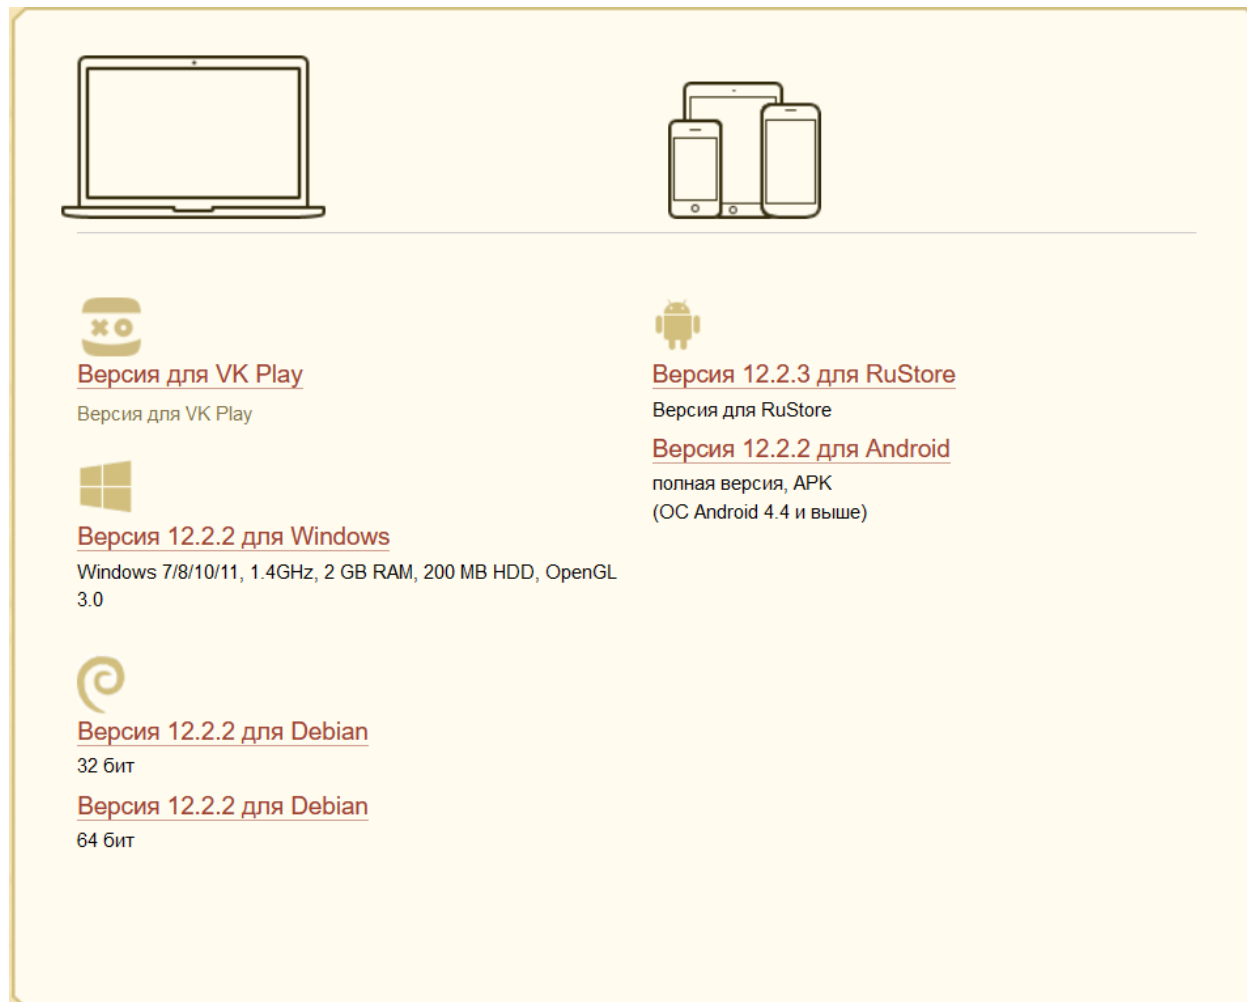 Версия для VK Play
Версия для VK Play
Версия 12.2.2 для Windows
Windows 7/8/10/11, 1.4GHz, 2 GB RAM, 200 MB HDD, OpenGL
3.0
Версия 12.2.2 для Debian
32 бит
Версия 12.2.2 для Debian
64 бит
Версия 12.2.3 для RuStore
Версия для RuStore
Версия 12.2.2 для Android
полная версия, APK
(ОС Android 4.4 и выше)